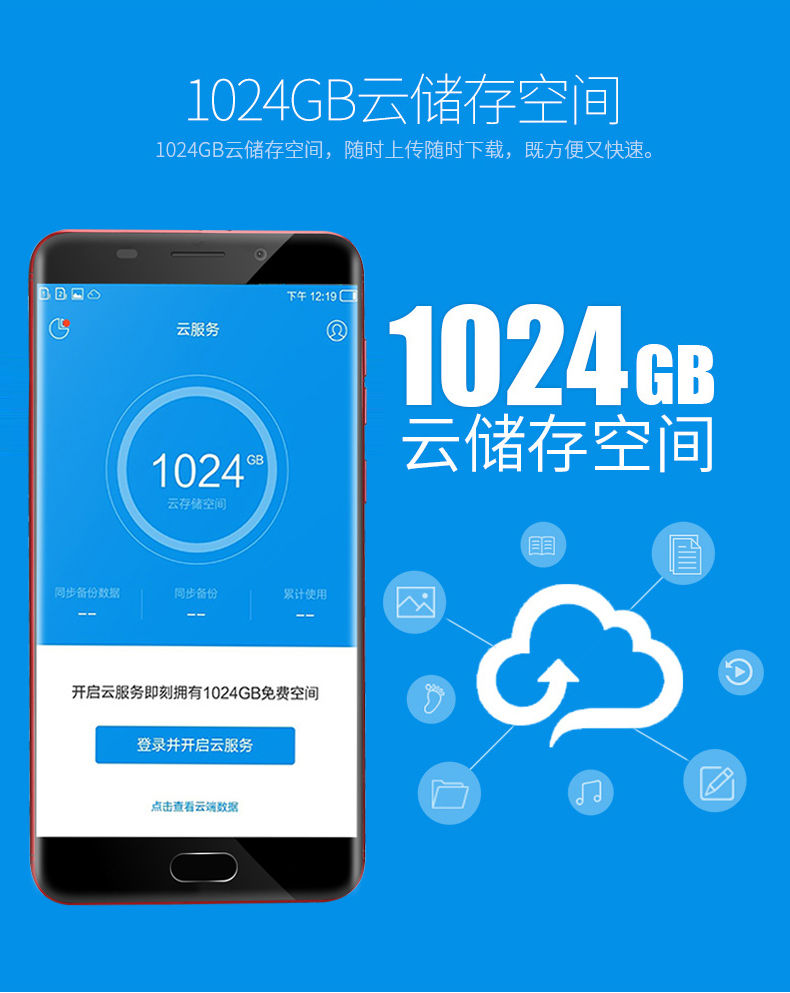 1024GB云储存空间
1024GB云储存空间，随时上传随时下载，既方便又快速。
下午 12:19
云服务
1024GB
云存储空间
同步备份数据 同步备份 累计使用
-- -- --
开启云服务即刻拥有1024GB免费空间
登录并开启云服务
点击查看云端数据
1024GB
云储存空间